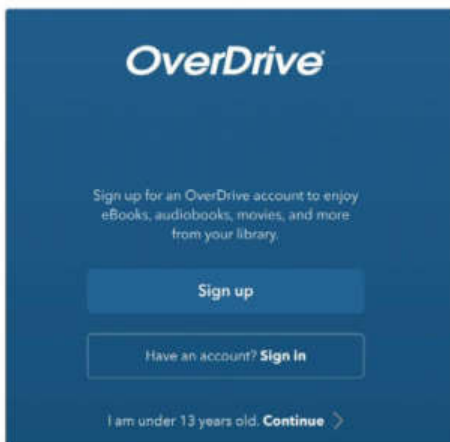 OverDrive
Sign up for an OverDrive account to enjoy
eBooks, audiobooks, movies, and more
from your library.
Sign up
Have an account? Sign in
I am under 13 years old. Continue >